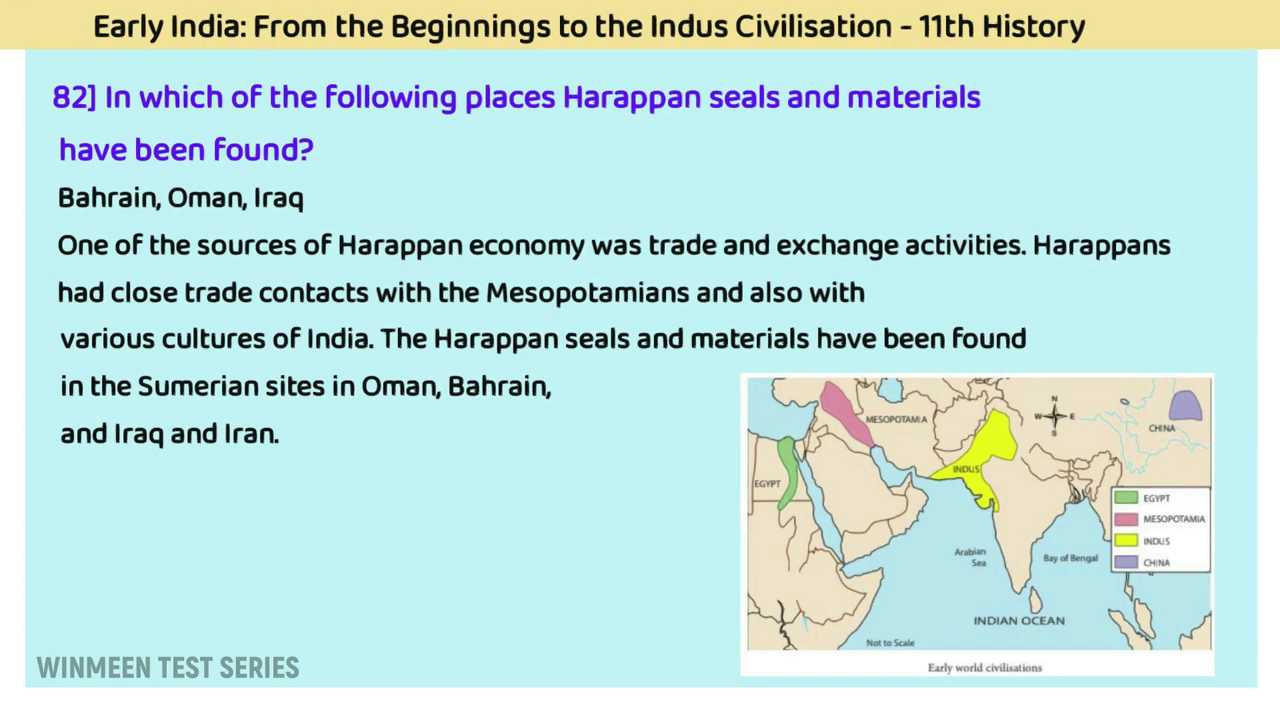 Early India: From the Beginnings to the Indus Civilisation - 11th History
82] In which of the following places Harappan seals and materials
have been found?
Bahrain, Oman, Iraq
One of the sources of Harappan economy was trade and exchange activities. Harappans
had close trade contacts with the Mesopotamians and also with
various cultures of India. The Harappan seals and materials have been found
in the Sumerian sites in Oman, Bahrain,
and Iraq and Iran.
MESOPOTAMIA
N
W E
S
CHINA
INDUS
EGYPT
EGYPT
MESOPOTAMIA
INDUS
CHINA
Arabian
Sea
Bay of Bengal
INDIAN OCEAN
Not to Scale
Early world civilisations
WINMEEN TEST SERIES